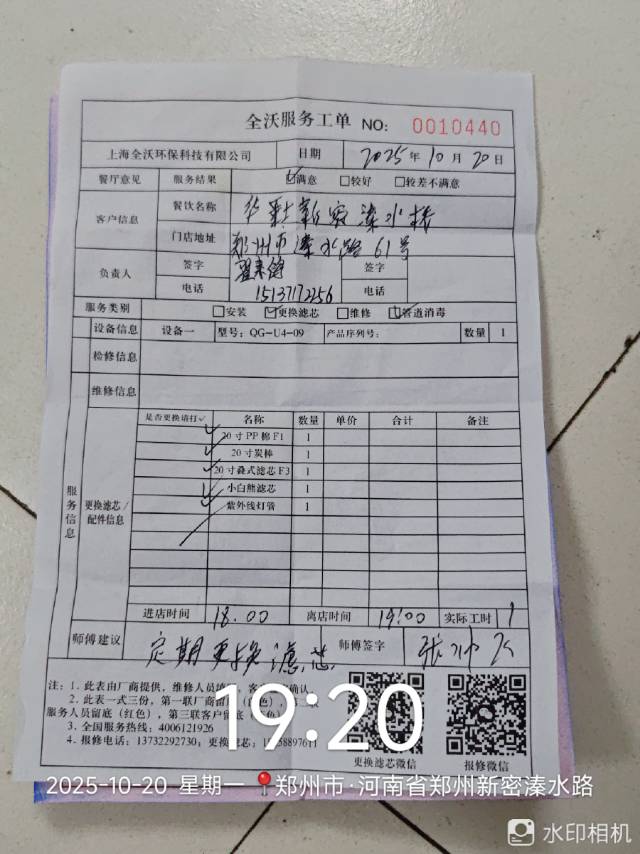 全沃服务工单 NO: 0010440
上海全沃环保科技有限公司 日期 2025年10月20日
餐厅意见 服务结果 ☑满意 □较好 □较差不满意
客户信息 餐饮名称 新密溱水路
门店地址 郑州市溱水路61号
负责人 签字 签字
电话 15137172256 电话
服务类别 □安装 ☑更换滤芯 □维修 ☑管道消毒
设备信息 设备一 型号: QG-U4-09 产品序列号: 数量 1
检修信息
维修信息
服务信息
更换滤芯/配件信息
是否更换请打✓ 名称 数量 单价 合计 备注
✓ 20寸PP棉F1 1
✓ 20寸炭棒 1
✓ 20寸叠式滤芯F3 1
✓ 小白熊滤芯 1
✓ 紫外线灯管 1
进店时间 18:00 离店时间 19:00 实际工时 1
师傅建议 定期更换滤芯 师傅签字
注: 1. 此表由厂商提供, 维修人员填写, 客 确认。
2. 此表一式三份, 第一联厂商留 色),
服务人员留底(红色), 第三联客户留底
3. 全国服务热线: 4006121926
4. 报修电话: 13732292730; 更换滤芯:
更换滤芯微信 报修微信
19:20
2025-10-20 星期一 郑州市·河南省郑州新密溱水路
水印相机